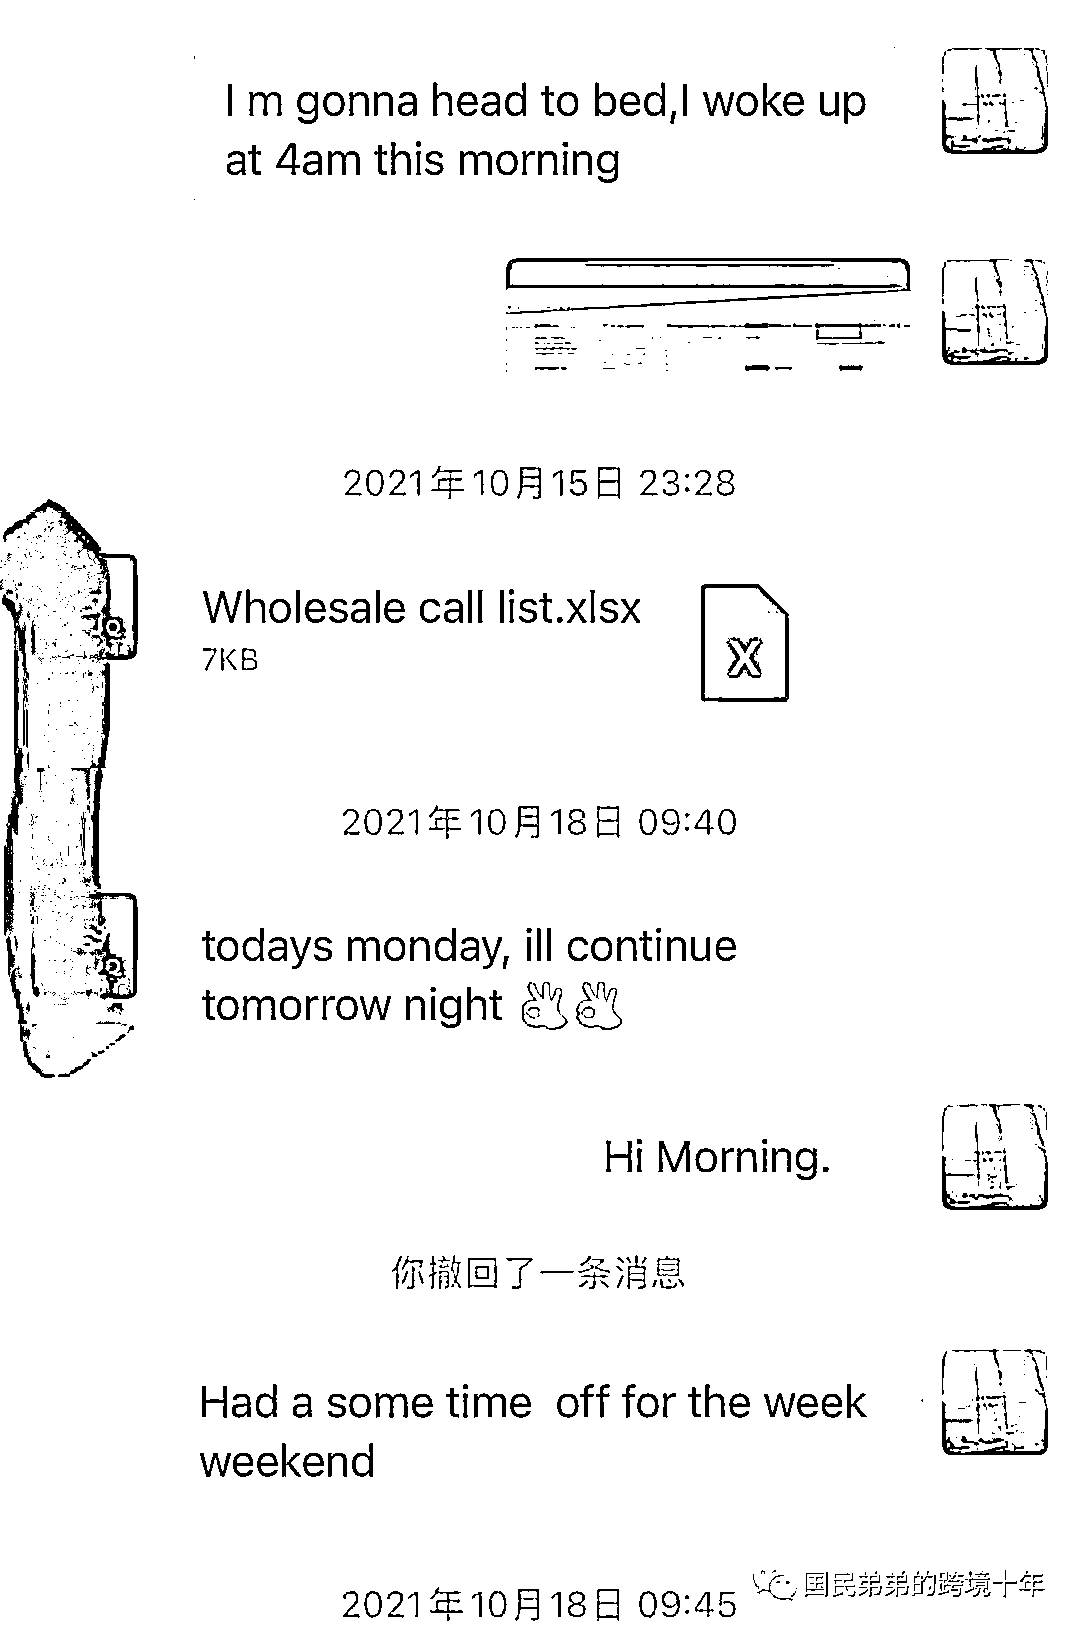 I m gonna head to bed,I woke up
at 4am this morning
2021年10月15日 23:28
Wholesale call list.xlsx
7KB
X
2021年10月18日 09:40
todays monday, ill continue
tomorrow night 👌👌
Hi Morning.
你撤回了一条消息
Had a some time  off for the week
weekend
国民弟弟的跨境十年
2021年10月18日 09:45